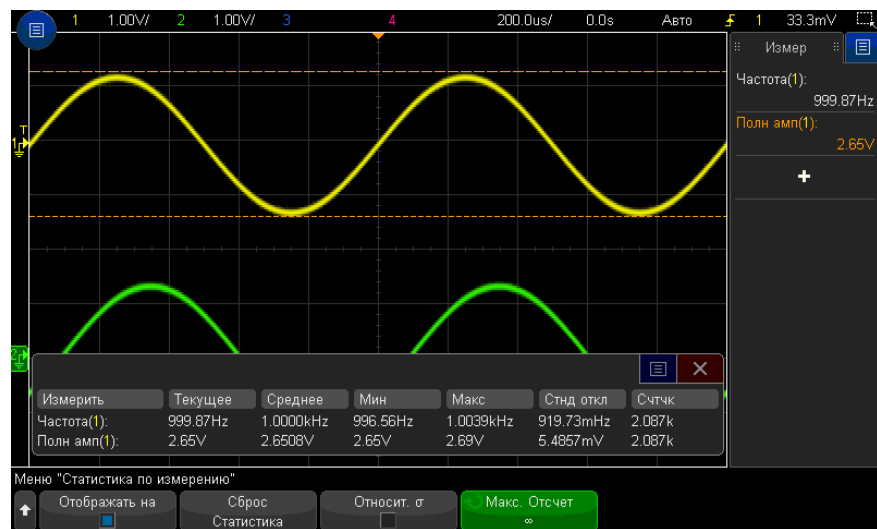 1 1.00V/ 2 1.00V/ 3 4 200.0us/ 0.0s Авто 1 33.3mV
Измер
Частота(1):
999.87Hz
Полн амп(1):
2.65V
T
1
2
Измерить Текущее Среднее Мин Макс Стнд откл Счтчк
Частота(1): 999.87Hz 1.0000kHz 996.56Hz 1.0039kHz 919.73mHz 2.087k
Полн амп(1): 2.65V 2.6508V 2.65V 2.69V 5.4857mV 2.087k
Меню "Статистика по измерению"
Отображать на Сброс Относит. σ Макс. Отсчет
Статистика ∞